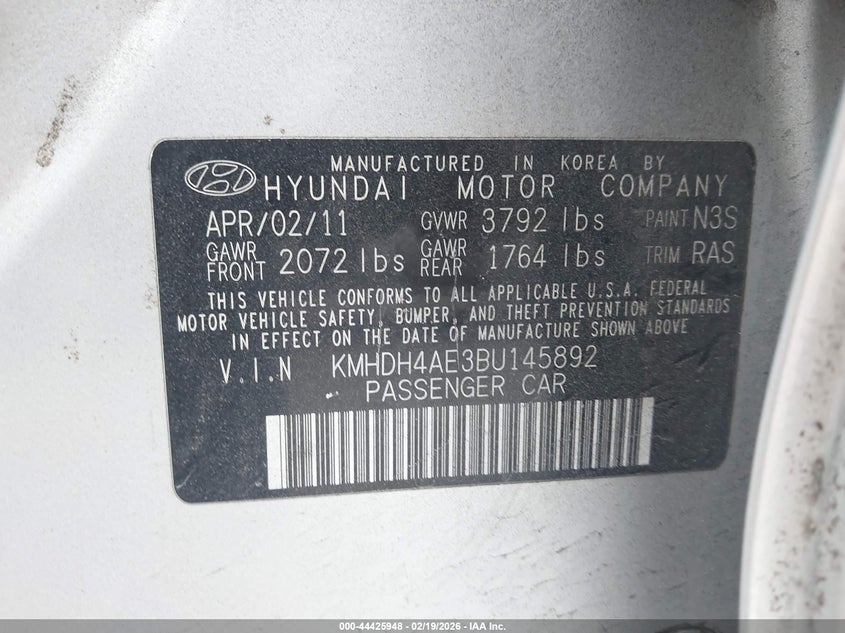 MANUFACTURED IN KOREA BY
HYUNDAI MOTOR COMPANY
APR/02/11 GVWR 3792 lbs PAINT N3S
GAWR FRONT 2072 lbs GAWR REAR 1764 lbs TRIM RAS
THIS VEHICLE CONFORMS TO ALL APPLICABLE U.S.A. FEDERAL
MOTOR VEHICLE SAFETY, BUMPER, AND THEFT PREVENTION STANDARDS
IN EFFECT ON THE DATE OF MANUFACTURE SHOWN ABOVE
V.I.N KMHDH4AE3BU145892
PASSENGER CAR
000-44425948 - 02/19/2026 - IAA Inc.